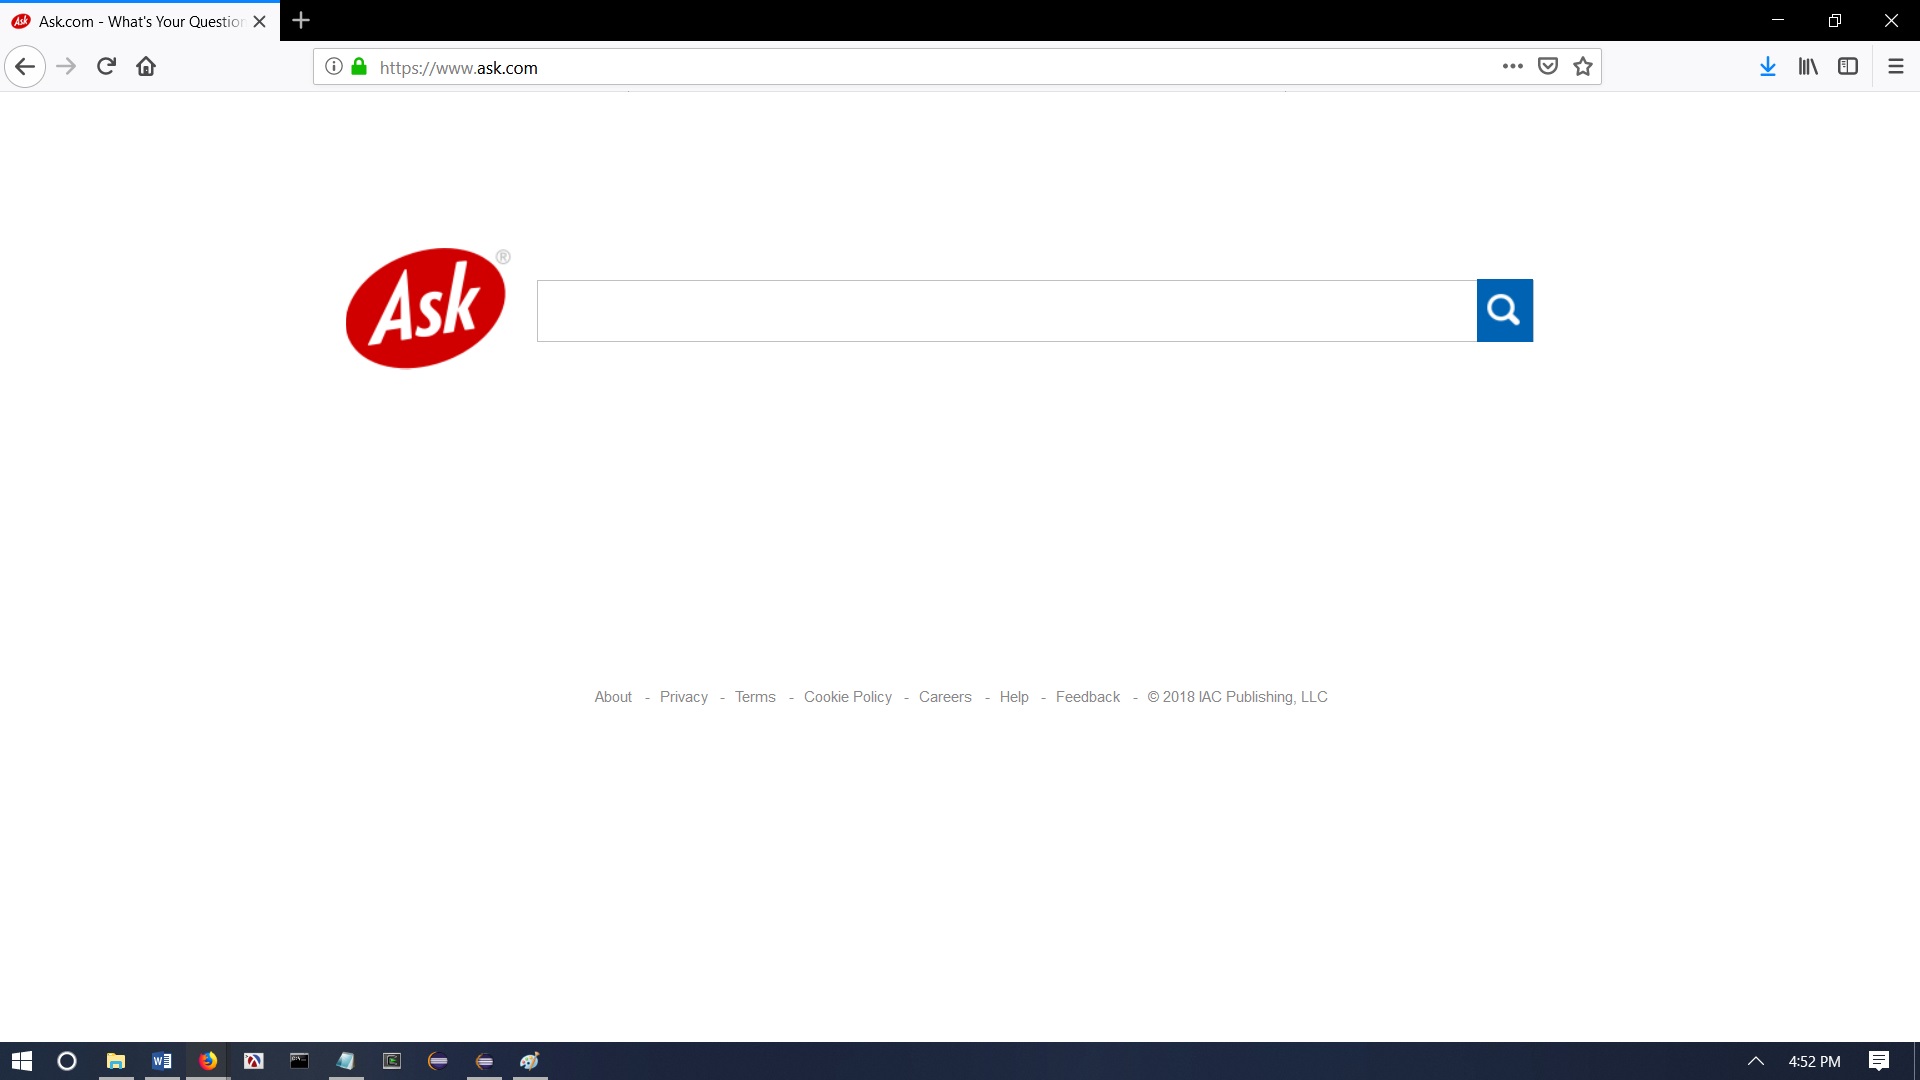 Ask.com - What's Your Question
https://www.ask.com
Ask®
About - Privacy - Terms - Cookie Policy - Careers - Help - Feedback - © 2018 IAC Publishing, LLC
4:52 PM